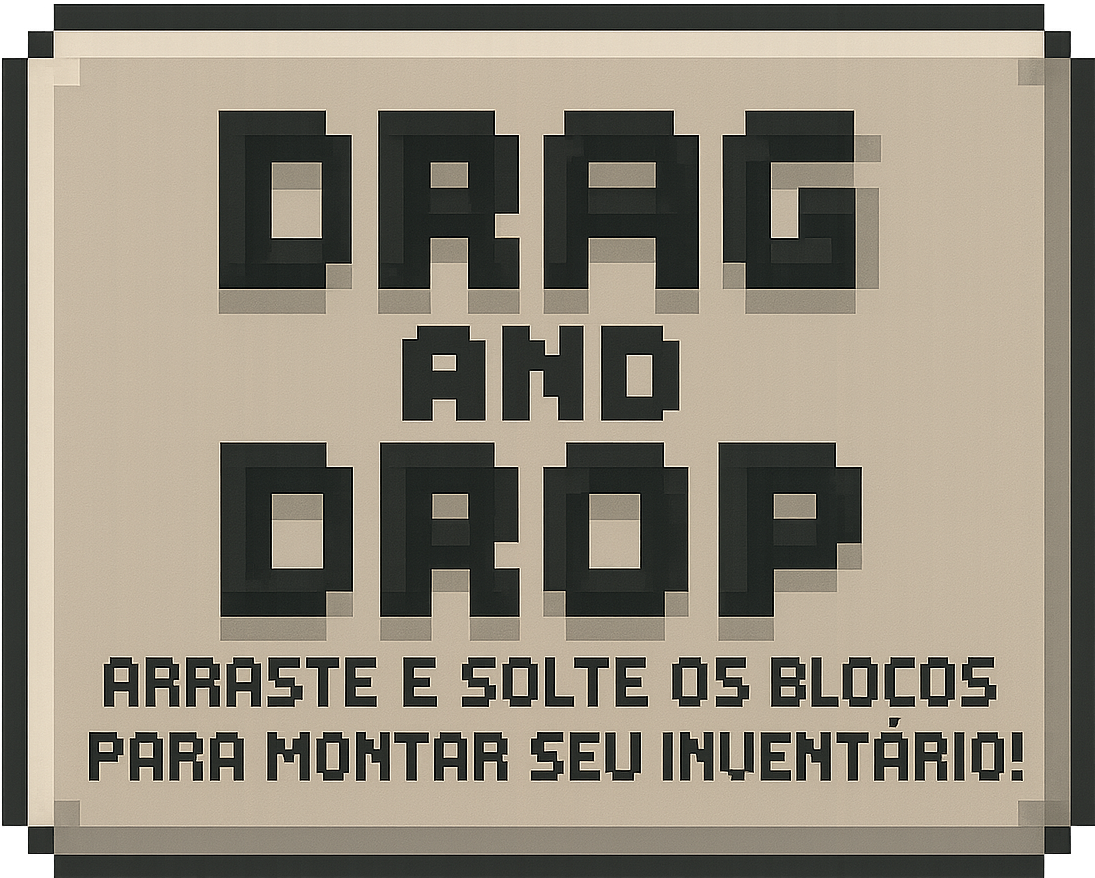 DRAG
AND
DROP
ARRASTE E SOLTE OS BLOCOS
PARA MONTAR SEU INVENTÁRIO!